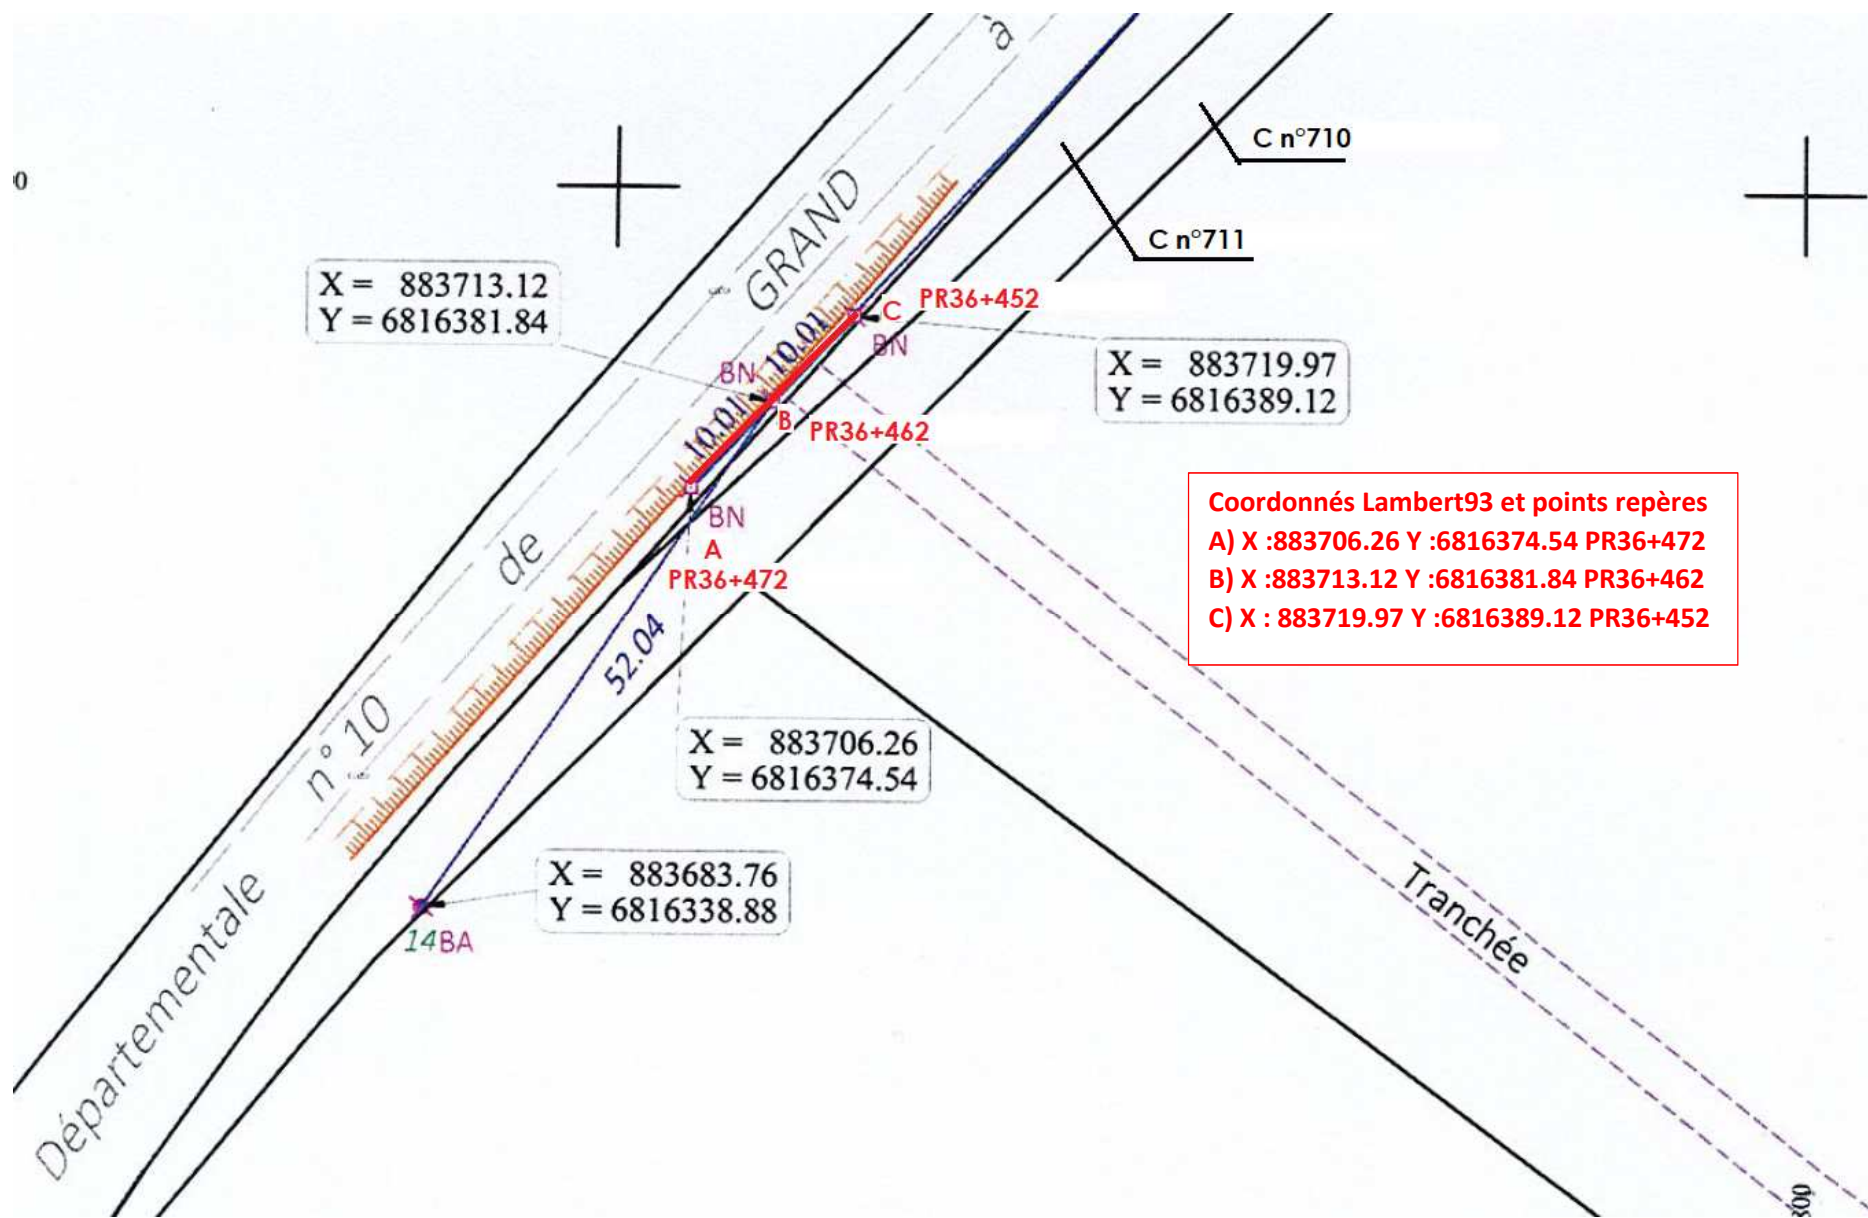 à
C n°710
0
GRAND
C n°711
X = 883713.12
Y = 6816381.84
PR36+452
C
BN
10.01
X = 883719.97
Y = 6816389.12
BN
10.01
B
PR36+462
Coordonnés Lambert93 et points repères
A) X :883706.26 Y :6816374.54 PR36+472
B) X :883713.12 Y :6816381.84 PR36+462
C) X : 883719.97 Y :6816389.12 PR36+452
BN
A
PR36+472
de
52.04
n° 10
X = 883706.26
Y = 6816374.54
X = 883683.76
Y = 6816338.88
14BA
Départementale
Tranchée